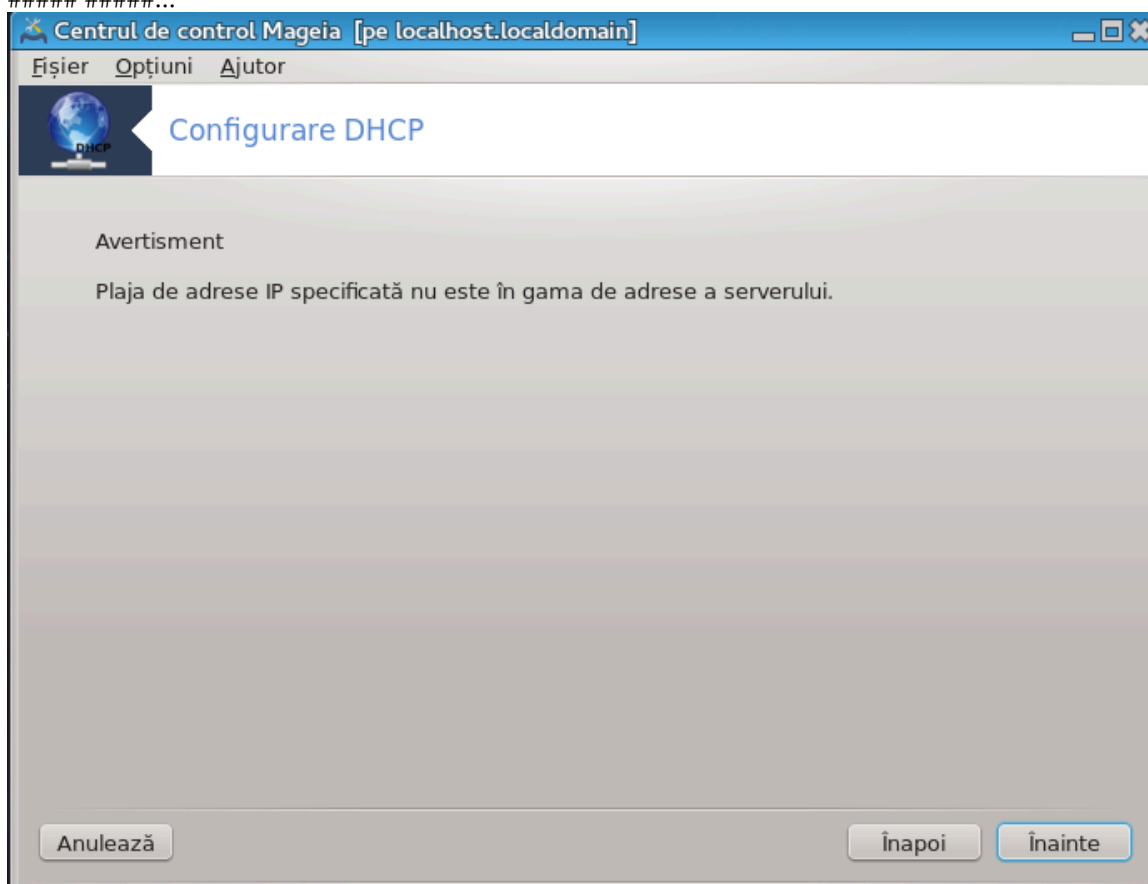 ##### #####...
Centrul de control Mageia [pe localhost.localdomain]
Fișier Opțiuni Ajutor
DHCP
Configurare DHCP
Avertisment
Plaja de adrese IP specificată nu este în gama de adrese a serverului.
Anulează Înapoi Înainte